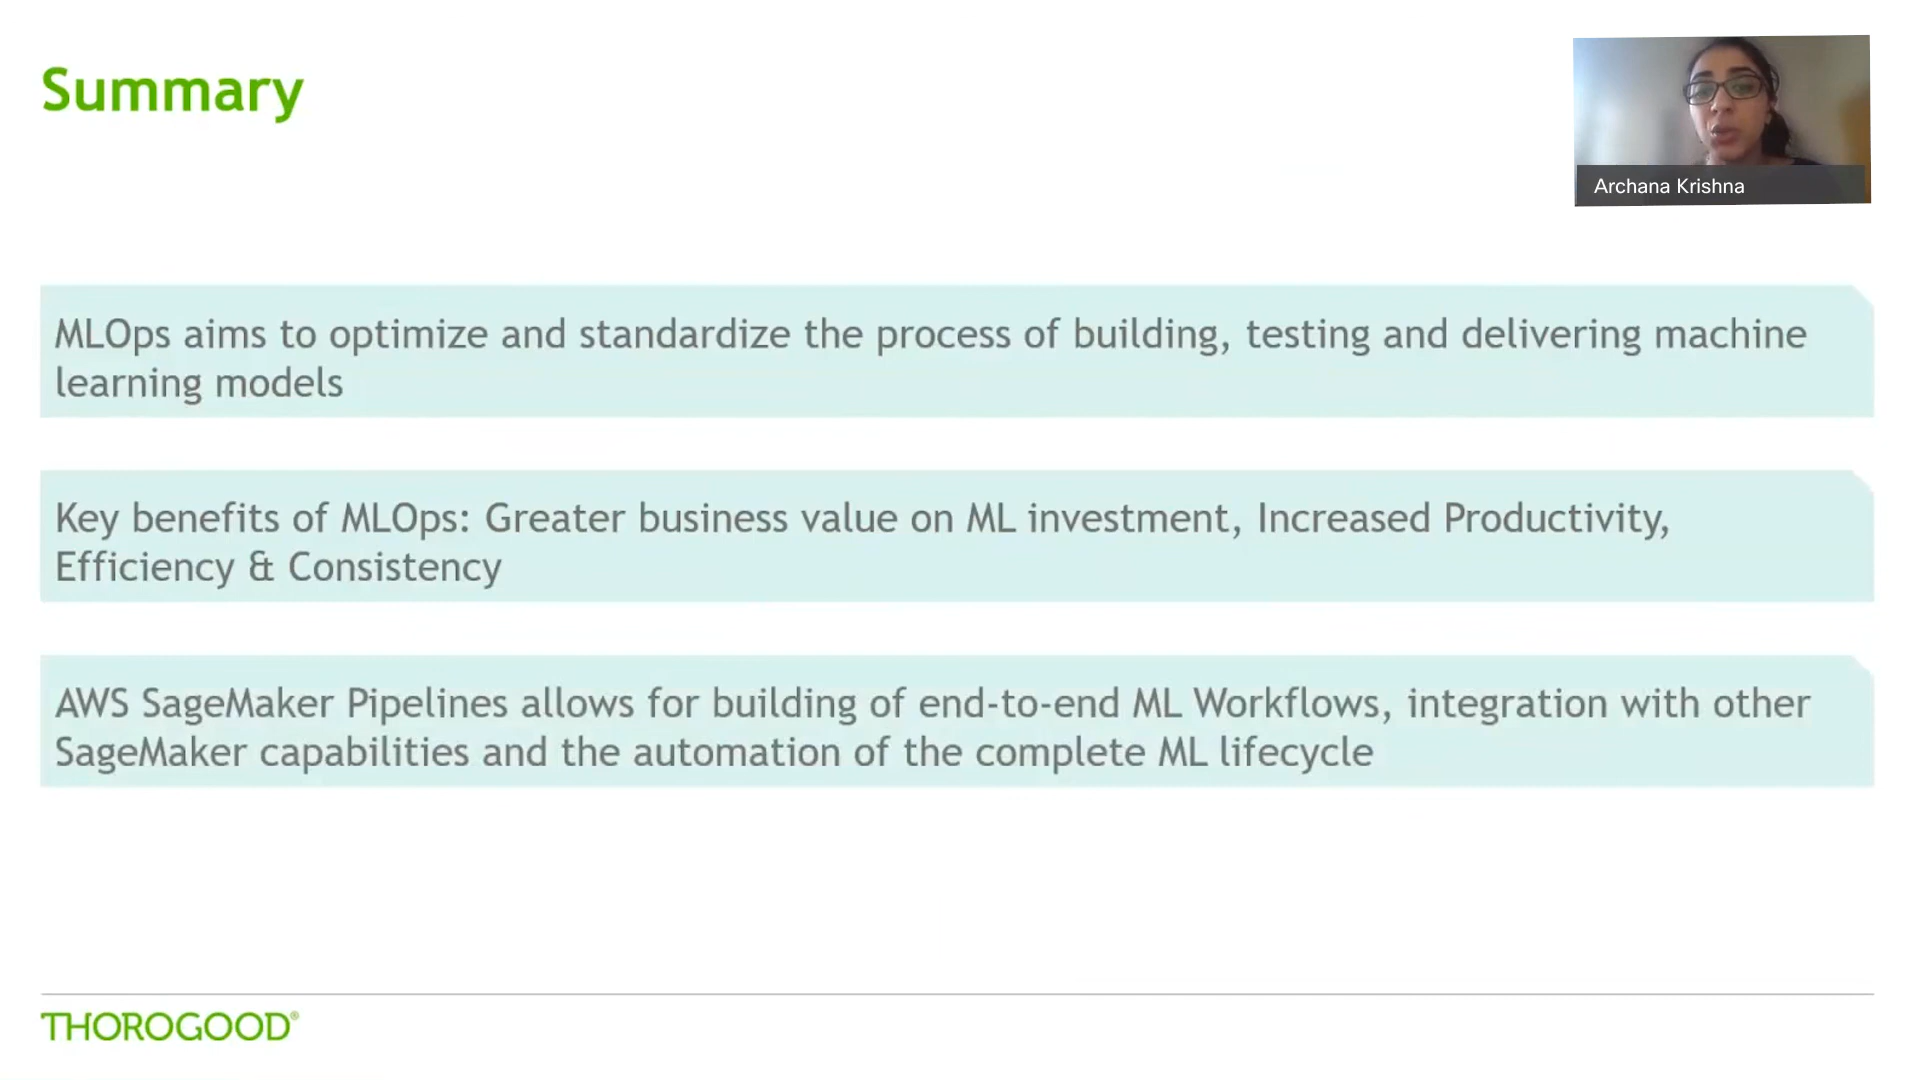 Summary
Archana Krishna
MLOps aims to optimize and standardize the process of building, testing and delivering machine
learning models
Key benefits of MLOps: Greater business value on ML investment, Increased Productivity,
Efficiency & Consistency
AWS SageMaker Pipelines allows for building of end-to-end ML Workflows, integration with other
SageMaker capabilities and the automation of the complete ML lifecycle
THOROGOOD®